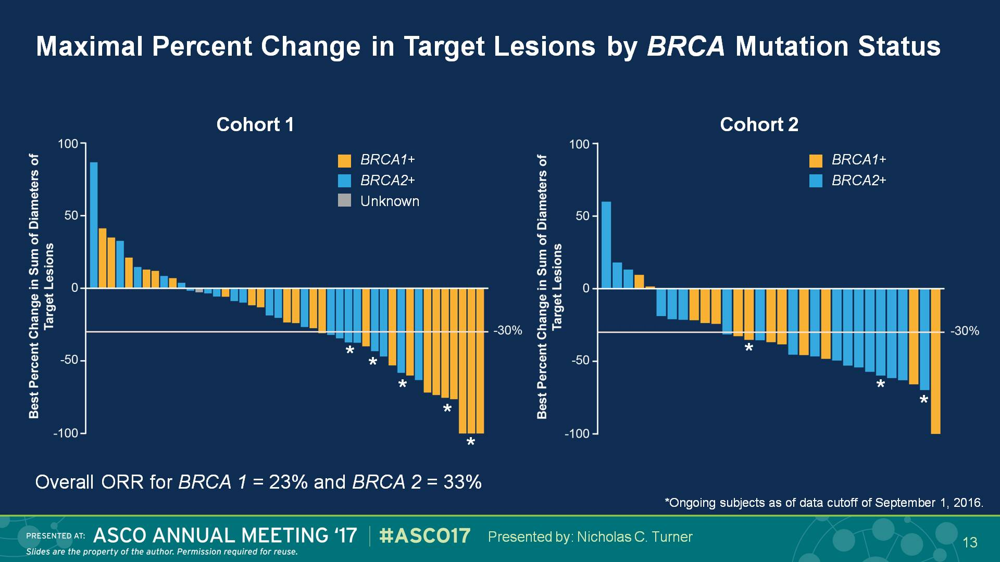 Maximal Percent Change in Target Lesions by BRCA Mutation Status
Cohort 1
Best Percent Change in Sum of Diameters of
Target Lesions
100
50
0
-50
-100
BRCA1+
BRCA2+
Unknown
-30%
*
*
*
*
*
Cohort 2
Best Percent Change in Sum of Diameters of
Target Lesions
100
50
0
-50
-100
BRCA1+
BRCA2+
-30%
*
*
*
Overall ORR for BRCA 1 = 23% and BRCA 2 = 33%
*Ongoing subjects as of data cutoff of September 1, 2016.
PRESENTED AT: ASCO ANNUAL MEETING ‘17 | #ASCO17 Presented by: Nicholas C. Turner
Slides are the property of the author. Permission required for reuse.
13